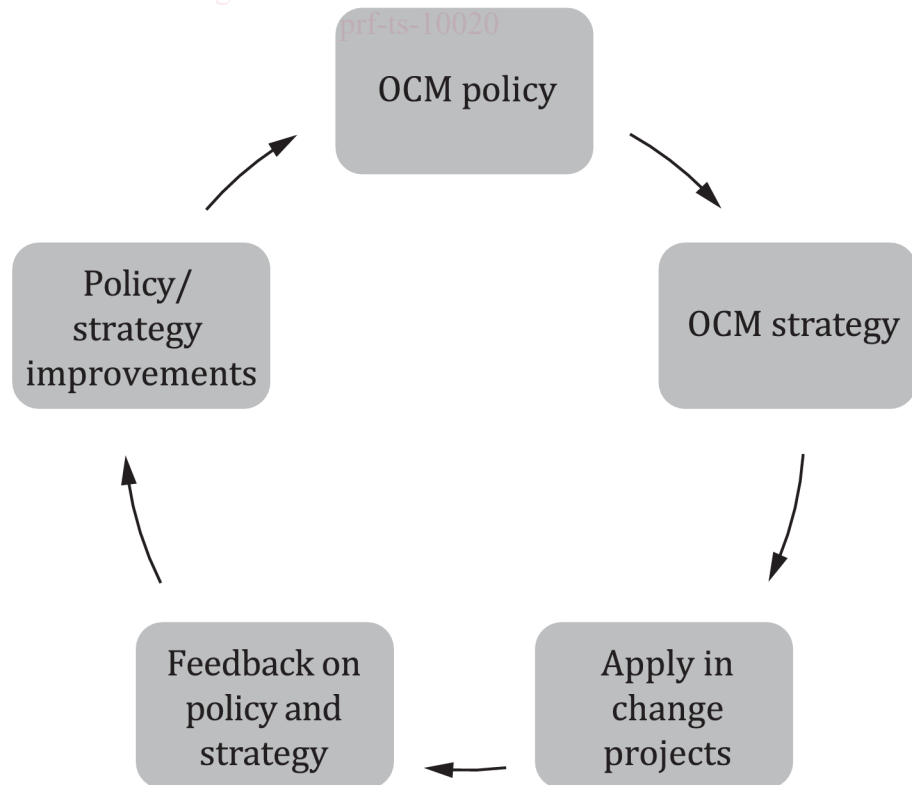 prf-ts-10020
OCM policy
OCM strategy
Apply in
change
projects
Feedback on
policy and
strategy
Policy/
strategy
improvements